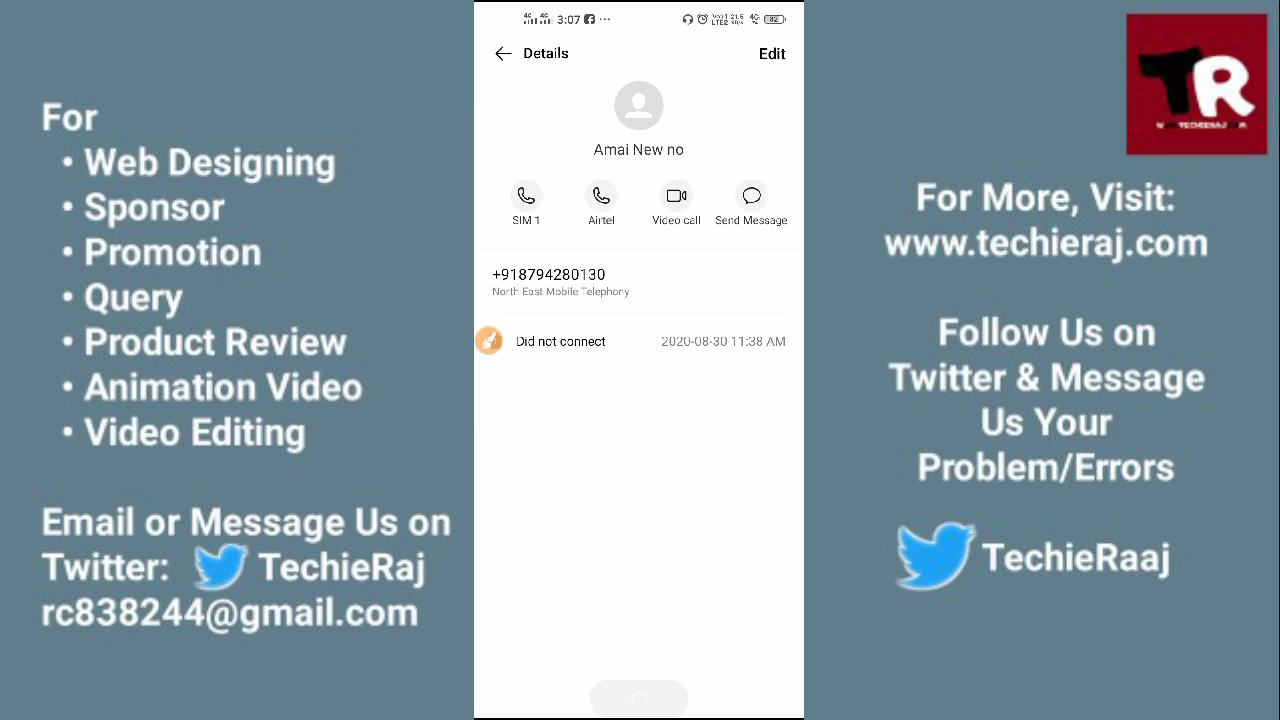 For
• Web Designing
• Sponsor
• Promotion
• Query
• Product Review
• Animation Video
• Video Editing
Email or Message Us on
Twitter: TechieRaj
rc838244@gmail.com
4G 4G 3:07 ...
82
Details
Edit
Amai New no
SIM 1
Airtel
Video call
Send Message
+918794280130
North East Mobile Telephony
Did not connect
2020-08-30 11:38 AM
TR
For More, Visit:
www.techieraj.com
Follow Us on
Twitter & Message
Us Your
Problem/Errors
TechieRaaj